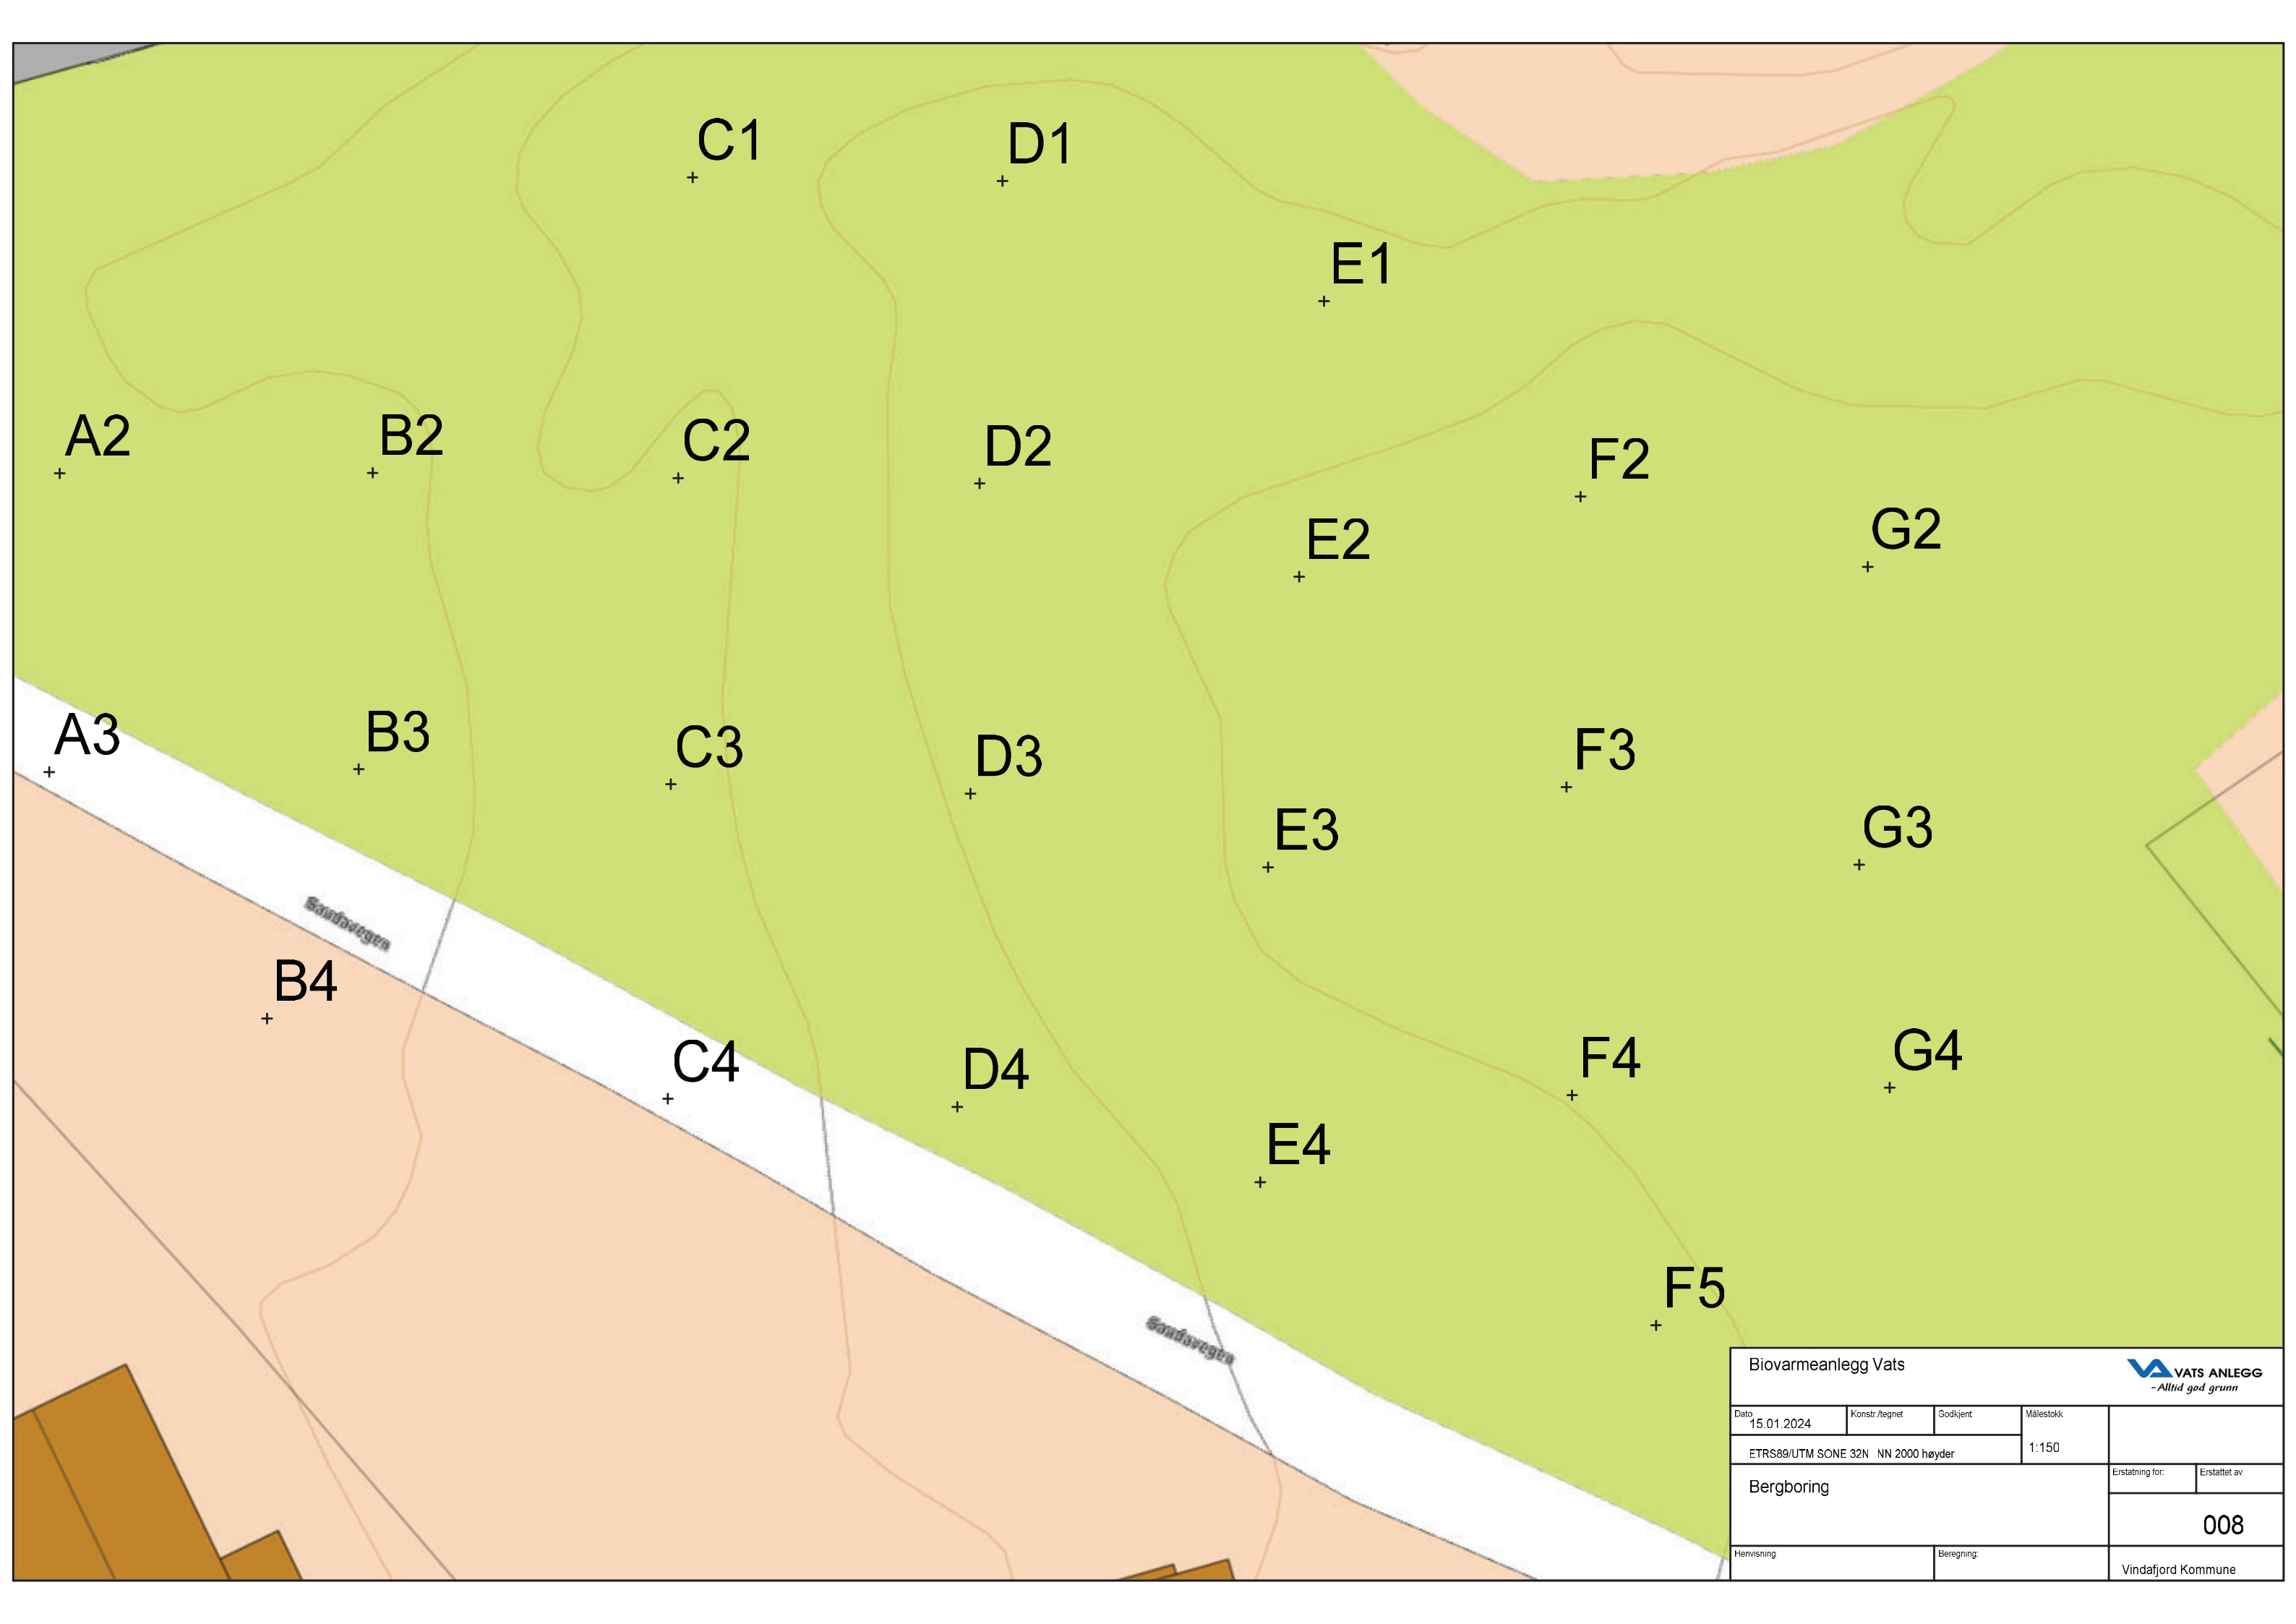 C1
D1
E1
A2
B2
C2
D2
E2
F2
G2
A3
B3
C3
D3
E3
F3
G3
Saudavegen
B4
C4
D4
E4
F4
G4
F5
Saudavegen
Biovarmeanlegg Vats
VATS ANLEGG
- Alltid god grunn
Dato 15.01.2024
Konstr./tegnet
Godkjent
Målestokk
1:150
ETRS89/UTM SONE 32N NN 2000 høyder
Bergboring
Erstatning for:
Erstattet av
008
Henvisning
Beregning:
Vindafjord Kommune